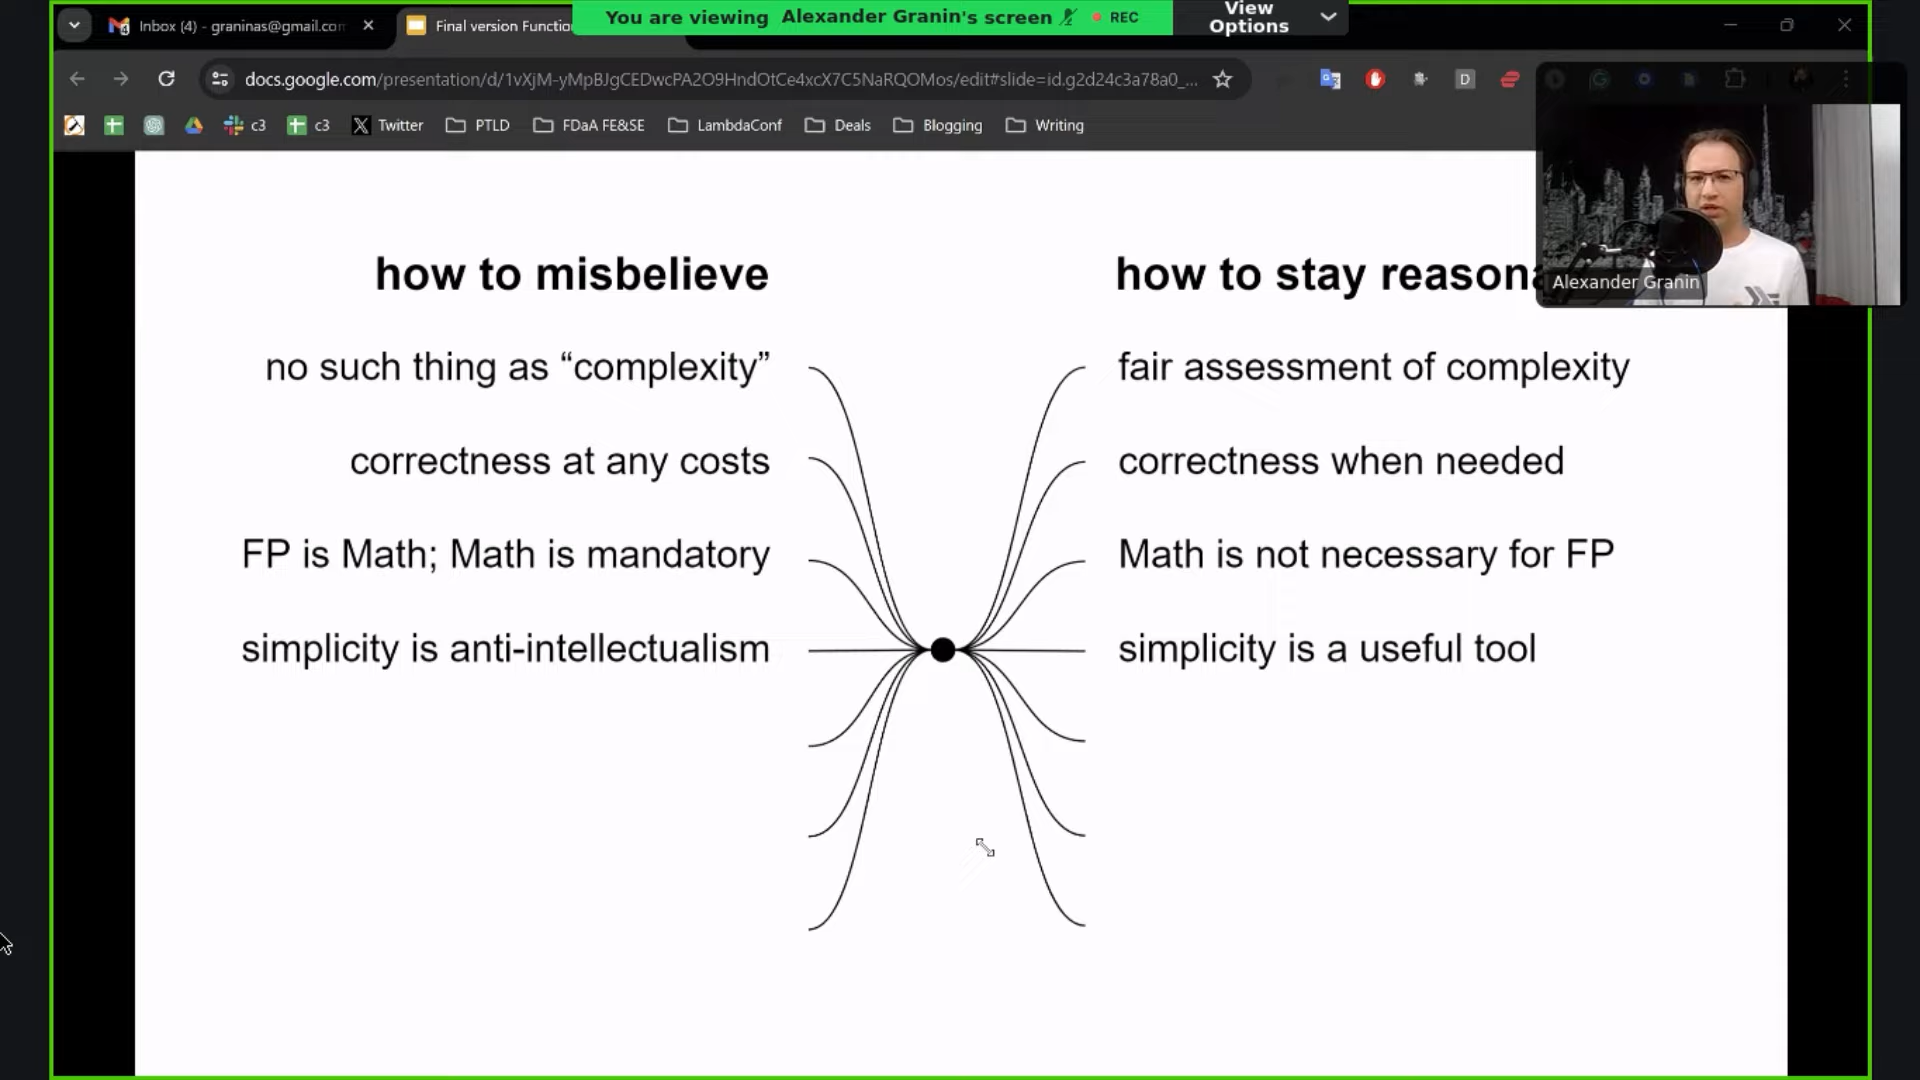 You are viewing Alexander Granin's screen REC
View Options
Inbox (4) - graninas@gmail.com
Final version Functio
docs.google.com/presentation/d/1vXjM-yMpBJgCEDwcPA2O9HndOtCe4xcX7C5NaRQOMos/edit#slide=id.g2d24c3a78a0_...
D
c3
c3
Twitter
PTLD
FDaA FE&SE
LambdaConf
Deals
Blogging
Writing
Alexander Granin
how to misbelieve
no such thing as “complexity”
correctness at any costs
FP is Math; Math is mandatory
simplicity is anti-intellectualism
how to stay reasona
fair assessment of complexity
correctness when needed
Math is not necessary for FP
simplicity is a useful tool